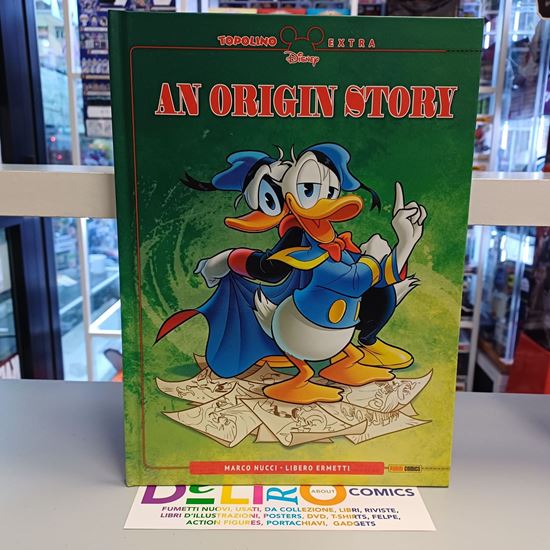 TOPOLINO EXTRA
Disney
AN ORIGIN STORY
MARCO NUCCI - LIBERO ERMETTI
PANINI COMICS
DELIRO ABOUT COMICS
FUMETTI NUOVI, USATI, DA COLLEZIONE, LIBRI, RIVISTE,
LIBRI D'ILLUSTRAZIONI, POSTERS, DVD, T-SHIRTS, FELPE,
ACTION FIGURES, PORTACHIAVI, GADGETS